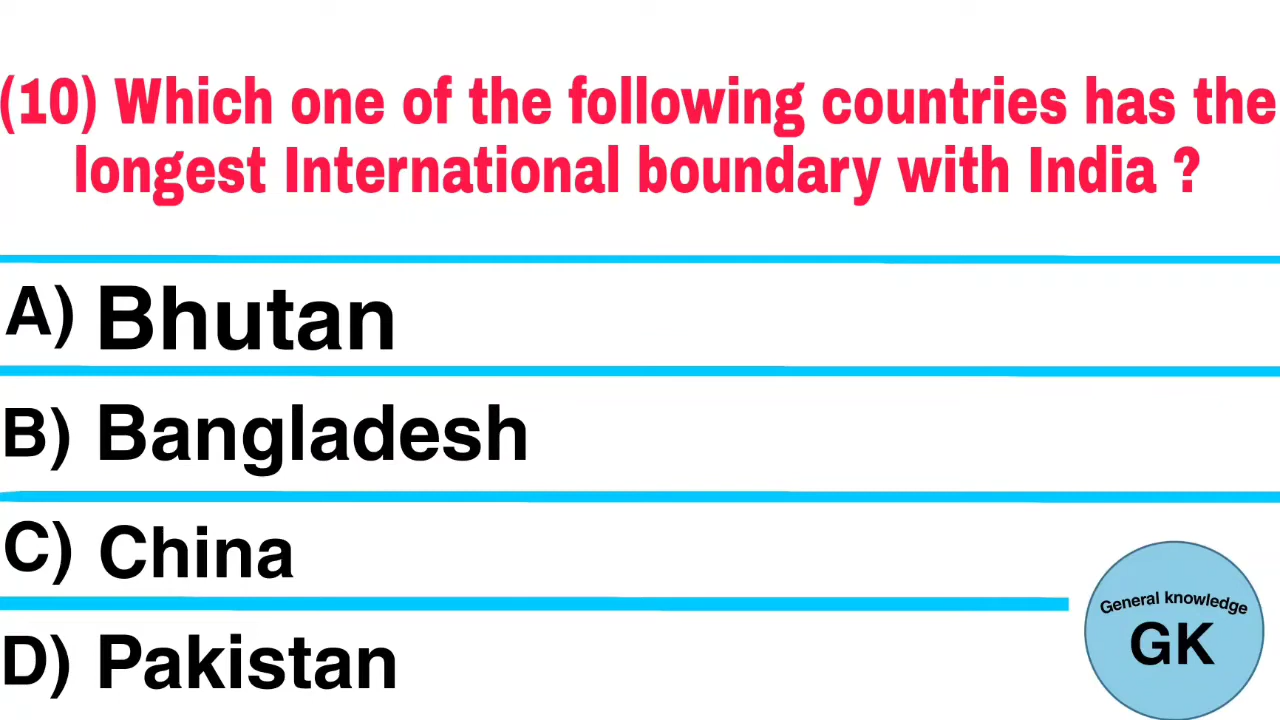 (10) Which one of the following countries has the
longest International boundary with India ?
A) Bhutan
B) Bangladesh
C) China
D) Pakistan
General knowledge
GK